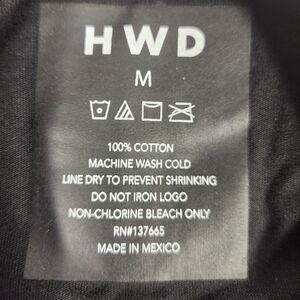 HWD
M
100% COTTON
MACHINE WASH COLD
LINE DRY TO PREVENT SHRINKING
DO NOT IRON LOGO
NON-CHLORINE BLEACH ONLY
RN#137665
MADE IN MEXICO